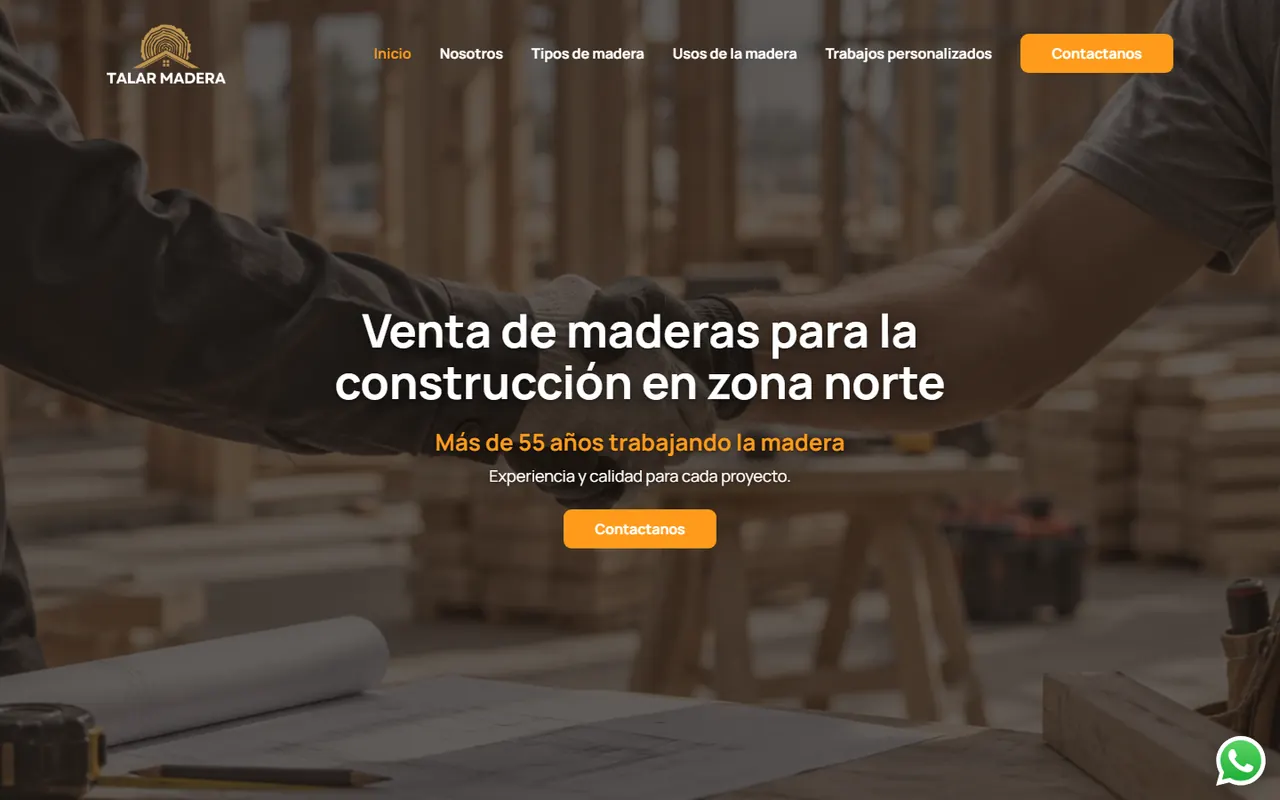 TALAR MADERA
Inicio
Nosotros
Tipos de madera
Usos de la madera
Trabajos personalizados
Contactanos
Venta de maderas para la
construcción en zona norte
Más de 55 años trabajando la madera
Experiencia y calidad para cada proyecto.
Contactanos